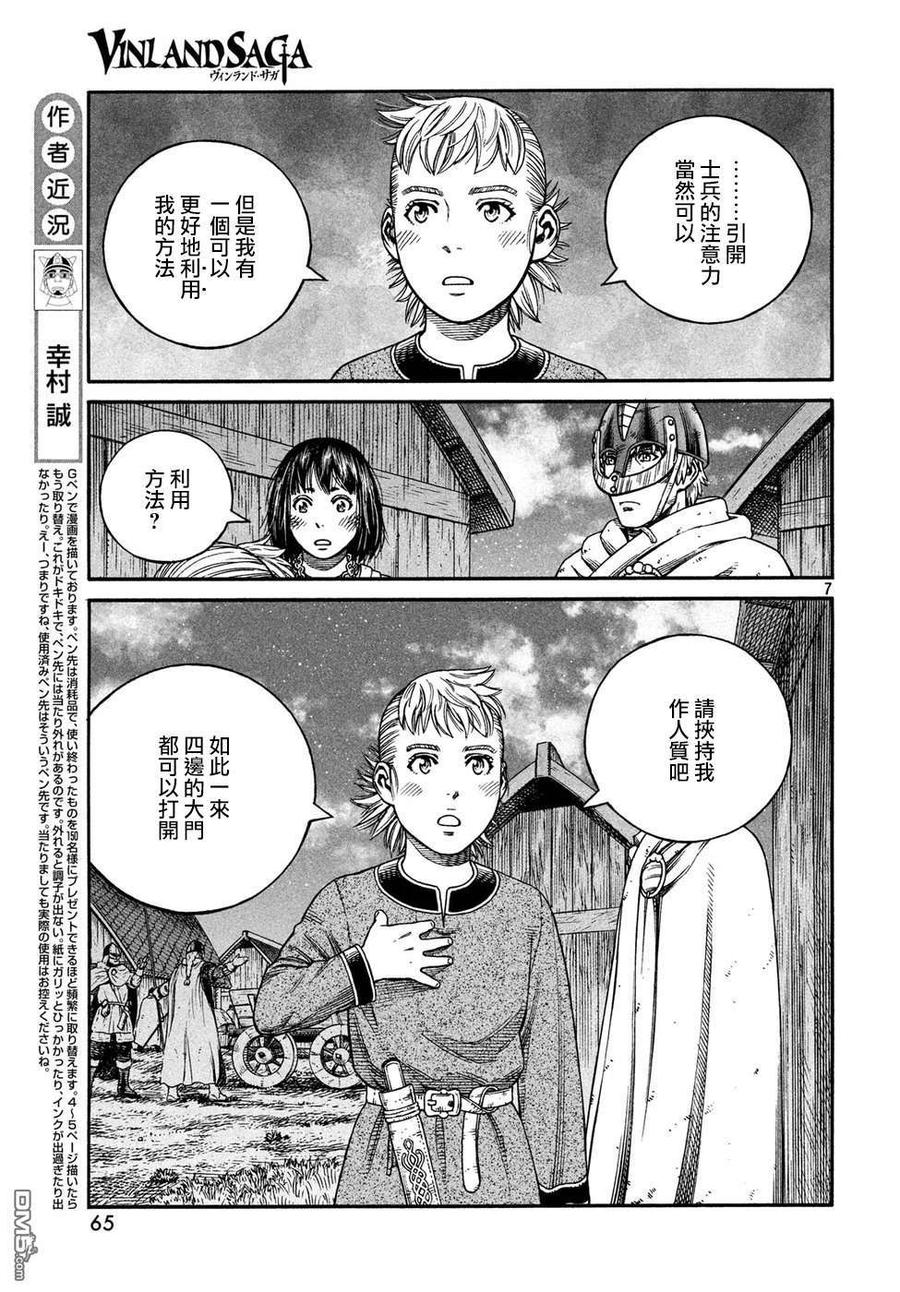 VINLAND SAGA
ヴィンランド・サガ
………引開
士兵的注意力
當然可以
但是我有
一個可以
更好地利用
我的方法
利用
方法？
7
請挾持我
作人質吧
如此一來
四邊的大門
都可以打開
作者近況
幸村誠
Gペンで漫画を描いております。ペン先は消耗品で、使い終わったものを150名様にプレゼントできるほど頻繁に取り替えます。4〜5ページ描いたら
もう取り替え。これがドキドキで、ペン先には当たり外れがあるのです。外れると調子が出ない。紙にガリッとひっかかったり、インクが出過ぎたり出
なかったり。えー、つまりですね、使用済みペン先はそういうペン先です。当たりましても実際の使用はお控えくださいね。
65
DM5.com